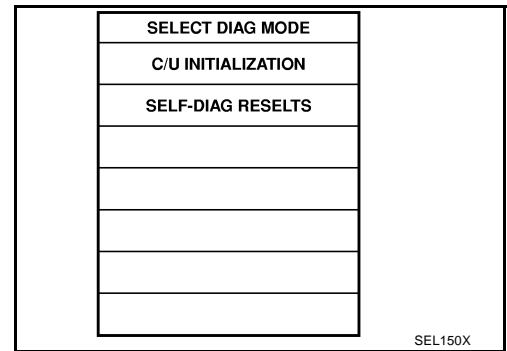 SELECT DIAG MODE
C/U INITIALIZATION
SELF-DIAG RESELTS
SEL150X